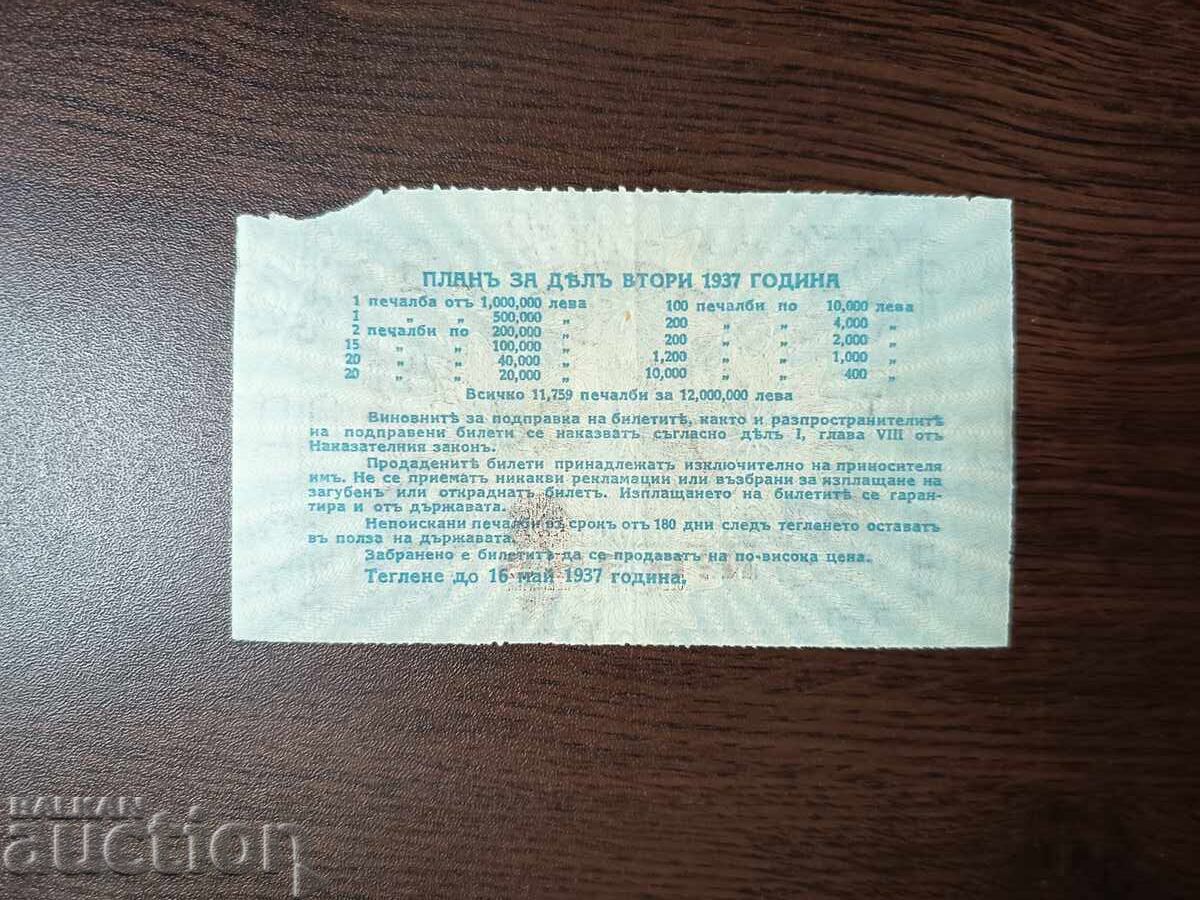 ПЛАНЪ ЗА ДѢЛЪ ВТОРИ 1937 ГОДИНА
1 печалба отъ 1,000,000 лева 100 печалби по 10,000 лева
1 „ „ 500,000 „ 200 „ „ 4,000 „
2 печалби по 200,000 „ 200 „ „ 2,000 „
15 „ „ 100,000 „ 1,200 „ „ 1,000 „
20 „ „ 40,000 „ 10,000 „ „ 400 „
20 „ „ 20,000 „
Всичко 11,759 печалби за 12,000,000 лева
Виновнитѣ за подправка на билетитѣ, както и разпространителитѣ
на подправени билети се наказватъ съгласно дѣлъ I, глава VIII отъ
Наказателния законъ.
Продаденитѣ билети принадлежатъ изключително на приносителя
имъ. Не се приематъ никакви рекламации или възбрани за изплащане на
загубенъ или откраднатъ билетъ. Изплащането на билетитѣ се гаран-
тира и отъ държавата.
Непоискани печалби въ срокъ отъ 180 дни следъ тегленето оставатъ
въ полза на държавата.
Забранено е билетитѣ да се продаватъ на по-висока цена.
Теглене до 16 май 1937 година.
BALKAN
auction